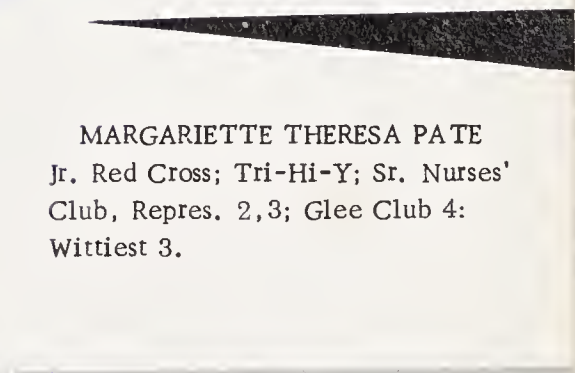 MARGARIETTE THERESA PATE
Jr. Red Cross; Tri-Hi-Y; Sr. Nurses'
Club, Repres. 2,3; Glee Club 4:
Wittiest 3.